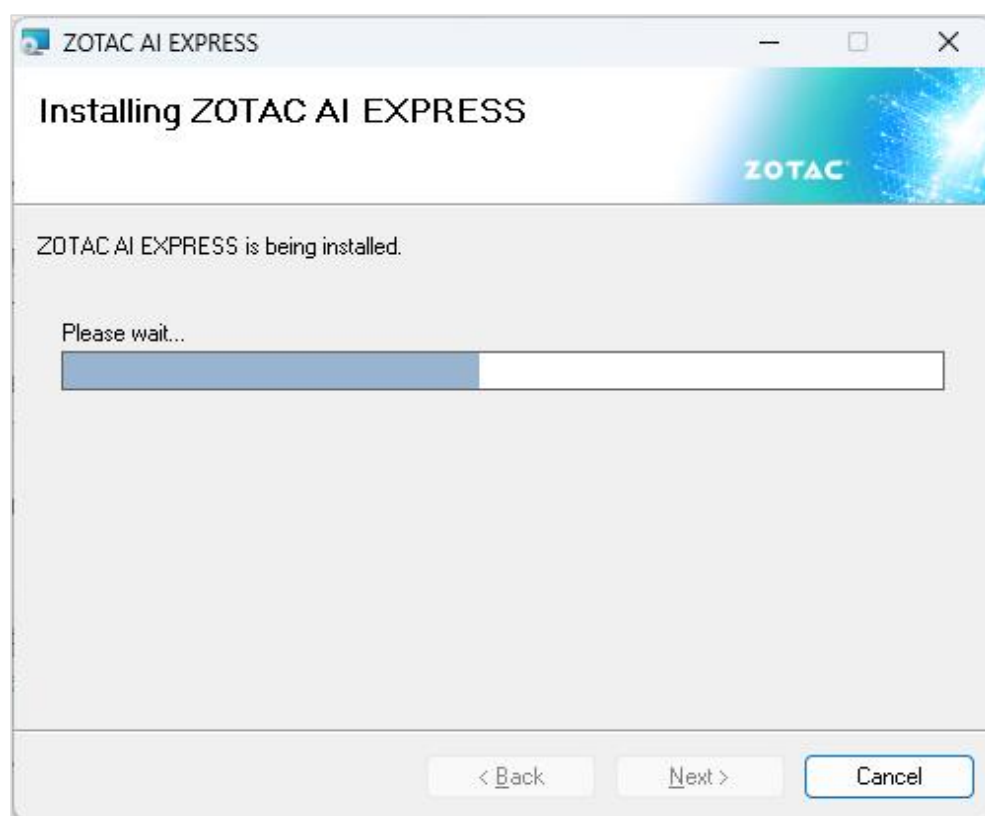 ZOTAC AI EXPRESS
Installing ZOTAC AI EXPRESS
ZOTAC
ZOTAC AI EXPRESS is being installed.
Please wait...
< Back
Next >
Cancel